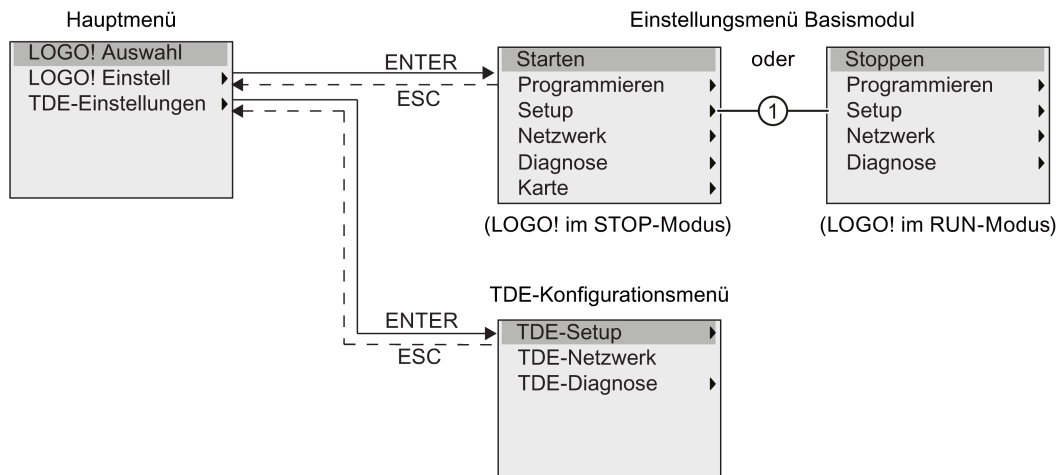 Hauptmenü
LOGO! Auswahl
LOGO! Einstell
TDE-Einstellungen
ENTER
ESC
Einstellungsmenü Basismodul
Starten
Programmieren
Setup
Netzwerk
Diagnose
Karte
(LOGO! im STOP-Modus)
oder
1
Stoppen
Programmieren
Setup
Netzwerk
Diagnose
(LOGO! im RUN-Modus)
ENTER
ESC
TDE-Konfigurationsmenü
TDE-Setup
TDE-Netzwerk
TDE-Diagnose